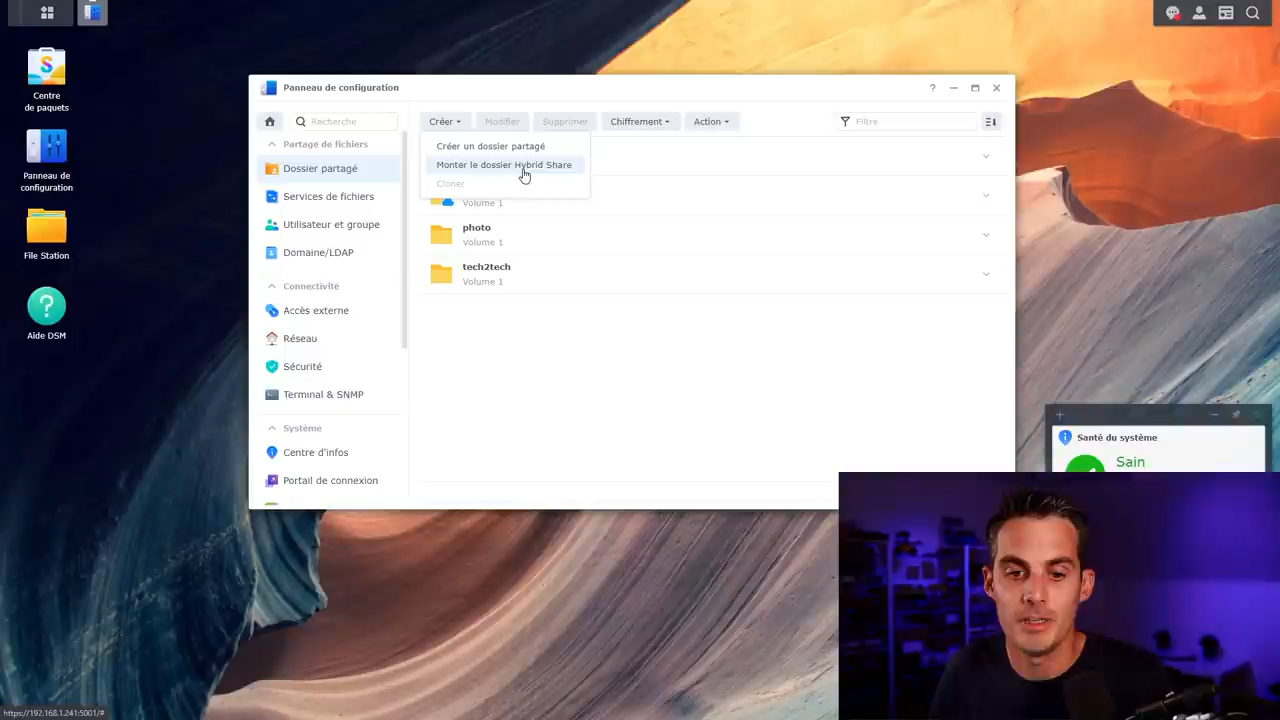 Centre
de paquets
Panneau de
configuration
File Station
Aide DSM
Panneau de configuration
Recherche
Partage de fichiers
Dossier partagé
Services de fichiers
Utilisateur et groupe
Domaine/LDAP
Connectivité
Accès externe
Réseau
Sécurité
Terminal & SNMP
Système
Centre d'infos
Portail de connexion
Créer
Modifier
Supprimer
Chiffrement
Action
Filtre
Créer un dossier partagé
Monter le dossier Hybrid Share
Cloner
Volume 1
photo
Volume 1
tech2tech
Volume 1
Santé du système
Sain
https://192.168.1.241:5001/#